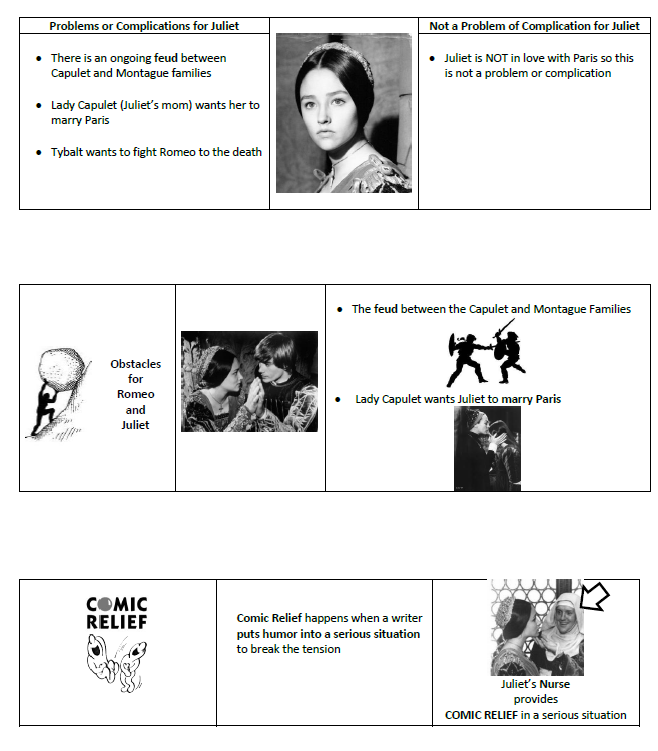 Problems or Complications for Juliet
• There is an ongoing feud between
Capulet and Montague families
• Lady Capulet (Juliet's mom) wants her to
marry Paris
• Tybalt wants to fight Romeo to the death
Not a Problem of Complication for Juliet
• Juliet is NOT in love with Paris so this
is not a problem or complication
Obstacles
for
Romeo
and
Juliet
• The feud between the Capulet and Montague Families
• Lady Capulet wants Juliet to marry Paris
COMIC
RELIEF
Comic Relief happens when a writer
puts humor into a serious situation
to break the tension
Juliet's Nurse
provides
COMIC RELIEF in a serious situation